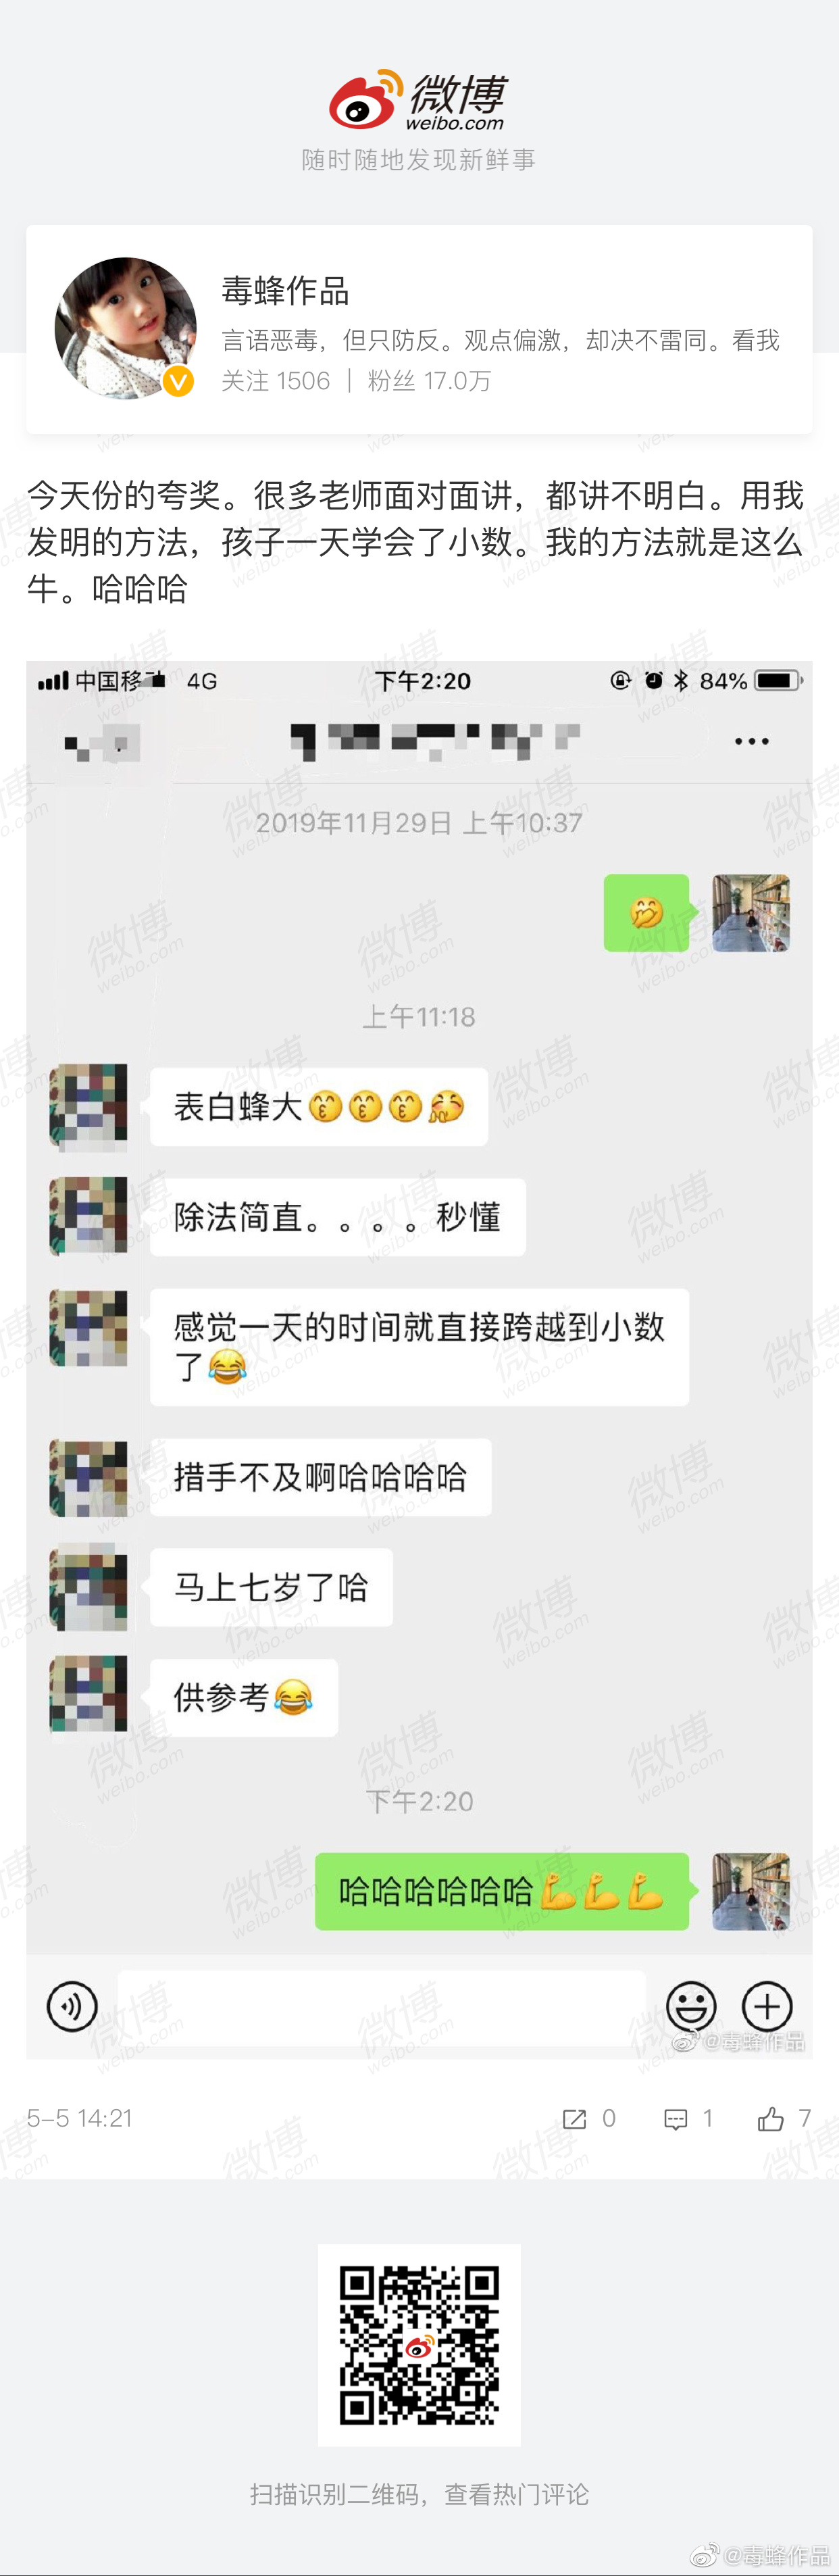 微博
weibo.com
随时随地发现新鲜事
毒蜂作品
言语恶毒，但只防反。观点偏激，却决不雷同。看我
关注 1506 | 粉丝 17.0万
今天份的夸奖。很多老师面对面讲，都讲不明白。用我
发明的方法，孩子一天学会了小数。我的方法就是这么
牛。哈哈哈
中国移动 4G 下午2:20 84%
2019年11月29日 上午10:37
🤭
上午11:18
表白蜂大😙😙😙
除法简直。。。。秒懂
感觉一天的时间就直接跨越到小数
了😂
措手不及啊哈哈哈哈
马上七岁了哈
供参考😂
下午2:20
哈哈哈哈哈哈💪💪💪
@毒蜂作品
5-5 14:21 0 1 7
扫描识别二维码，查看热门评论
@毒蜂作品